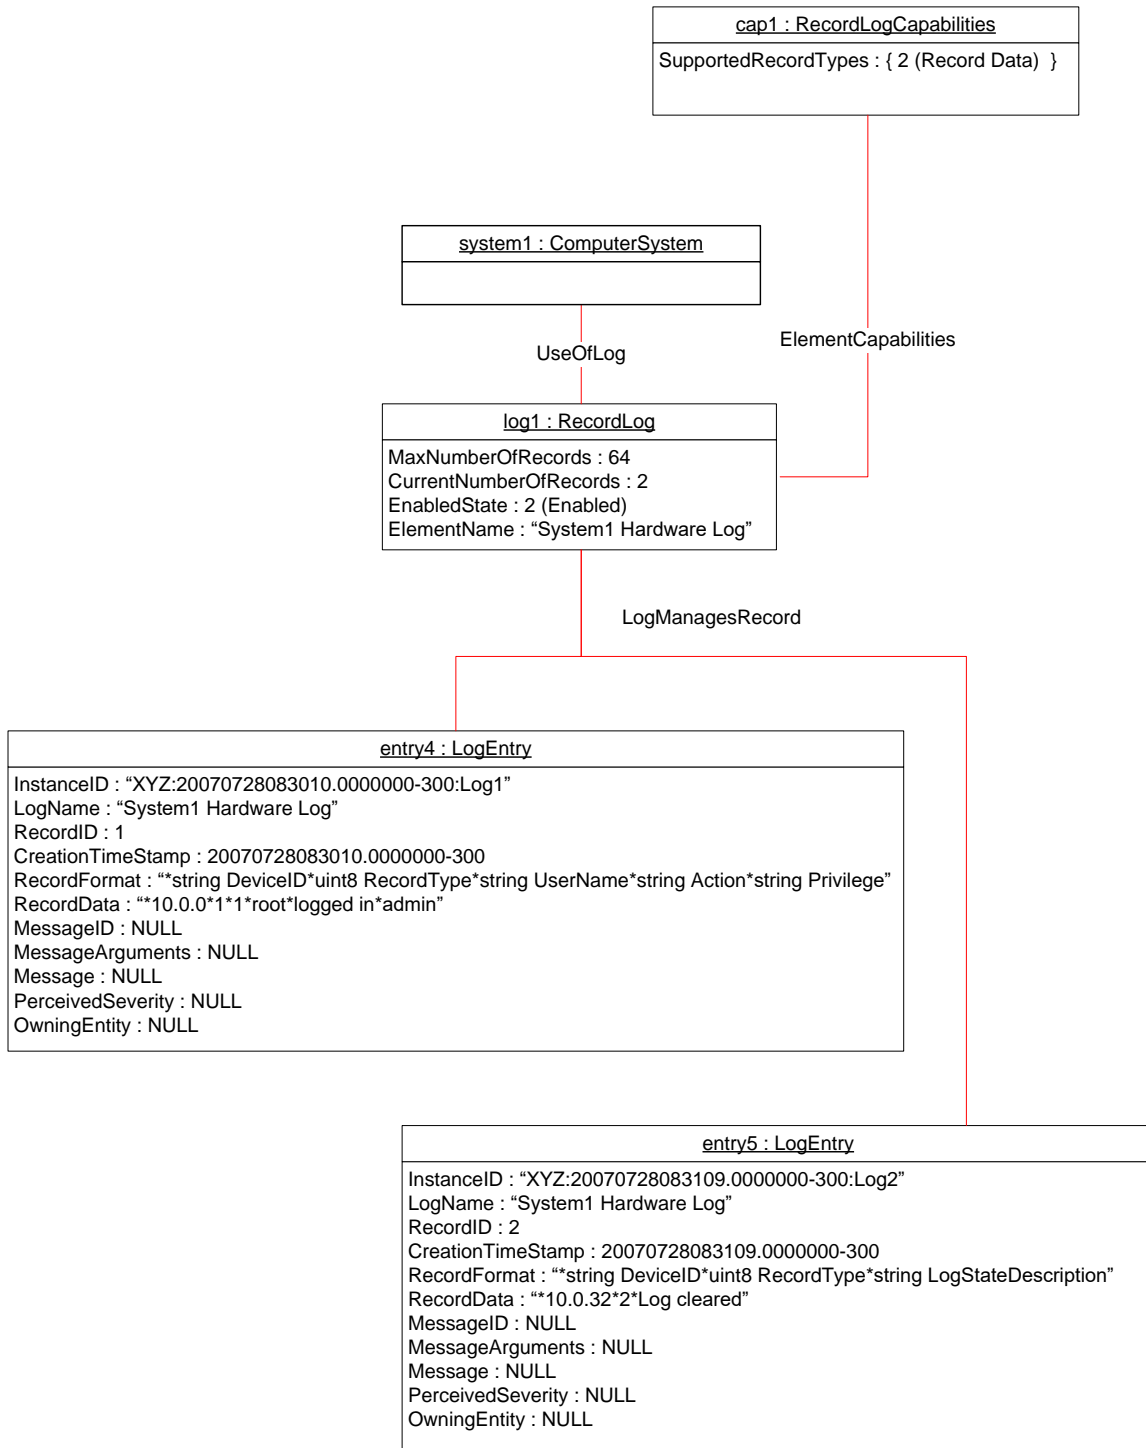 cap1 : RecordLogCapabilities
SupportedRecordTypes : { 2 (Record Data)  }
system1 : ComputerSystem
ElementCapabilities
UseOfLog
log1 : RecordLog
MaxNumberOfRecords : 64
CurrentNumberOfRecords : 2
EnabledState : 2 (Enabled)
ElementName : “System1 Hardware Log”
LogManagesRecord
entry4 : LogEntry
InstanceID : “XYZ:20070728083010.0000000-300:Log1”
LogName : “System1 Hardware Log”
RecordID : 1
CreationTimeStamp : 20070728083010.0000000-300
RecordFormat : “*string DeviceID*uint8 RecordType*string UserName*string Action*string Privilege”
RecordData : “*10.0.0*1*1*root*logged in*admin”
MessageID : NULL
MessageArguments : NULL
Message : NULL
PerceivedSeverity : NULL
OwningEntity : NULL
entry5 : LogEntry
InstanceID : “XYZ:20070728083109.0000000-300:Log2”
LogName : “System1 Hardware Log”
RecordID : 2
CreationTimeStamp : 20070728083109.0000000-300
RecordFormat : “*string DeviceID*uint8 RecordType*string LogStateDescription”
RecordData : “*10.0.32*2*Log cleared”
MessageID : NULL
MessageArguments : NULL
Message : NULL
PerceivedSeverity : NULL
OwningEntity : NULL